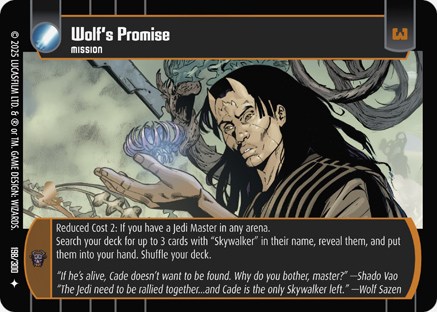 Wolf's Promise
MISSION
3
Reduced Cost 2: If you have a Jedi Master in any arena.
Search your deck for up to 3 cards with “Skywalker” in their name, reveal them, and put
them into your hand. Shuffle your deck.
“If he's alive, Cade doesn't want to be found. Why do you bother, master?” —Shado Vao
“The Jedi need to be rallied together...and Cade is the only Skywalker left.” —Wolf Sazen
© 2025 LUCASFILM LTD. & ® or TM. GAME DESIGN: WIZARDS.
198/300